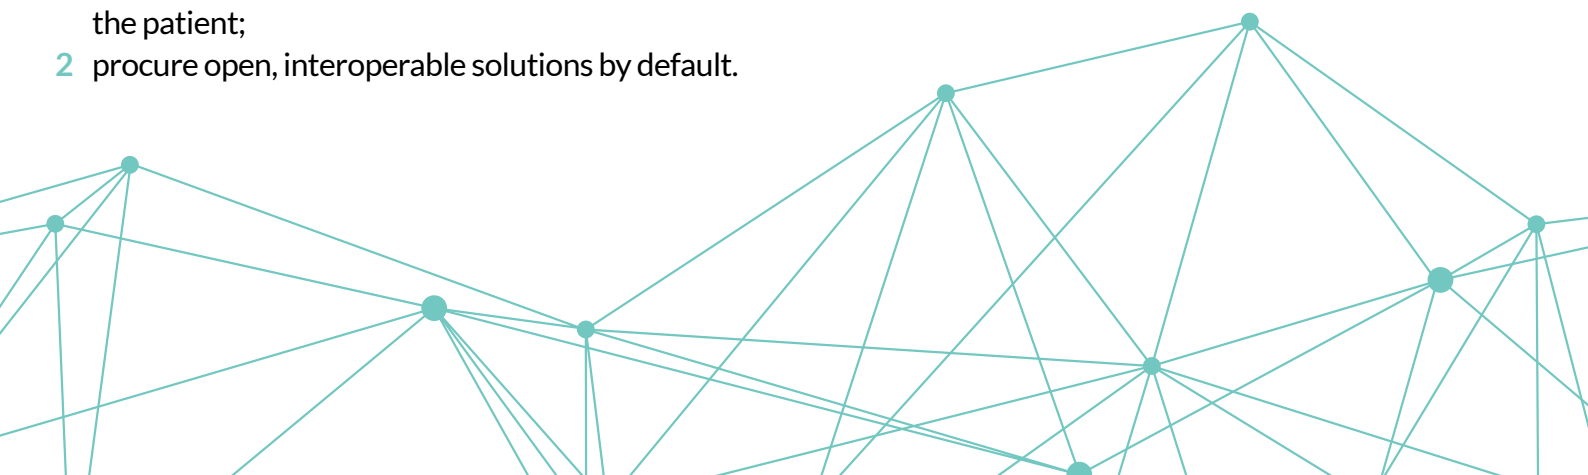 the patient;
2 procure open, interoperable solutions by default.